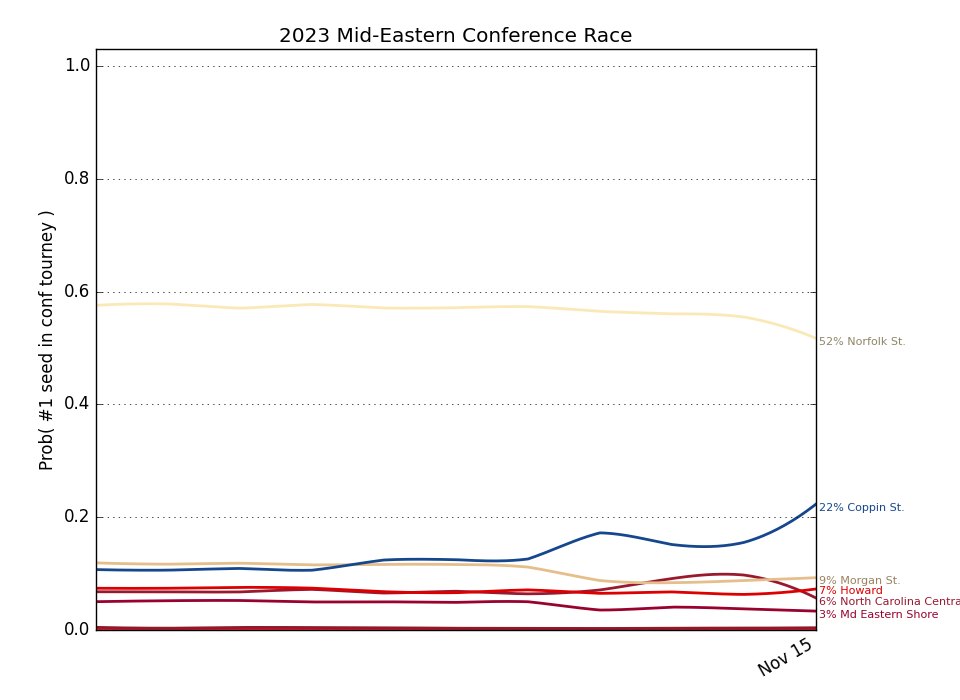 2023 Mid-Eastern Conference Race
1.0
0.8
0.6
0.4
0.2
0.0
Prob( #1 seed in conf tourney )
52% Norfolk St.
22% Coppin St.
9% Morgan St.
7% Howard
6% North Carolina Centra
3% Md Eastern Shore
Nov 15